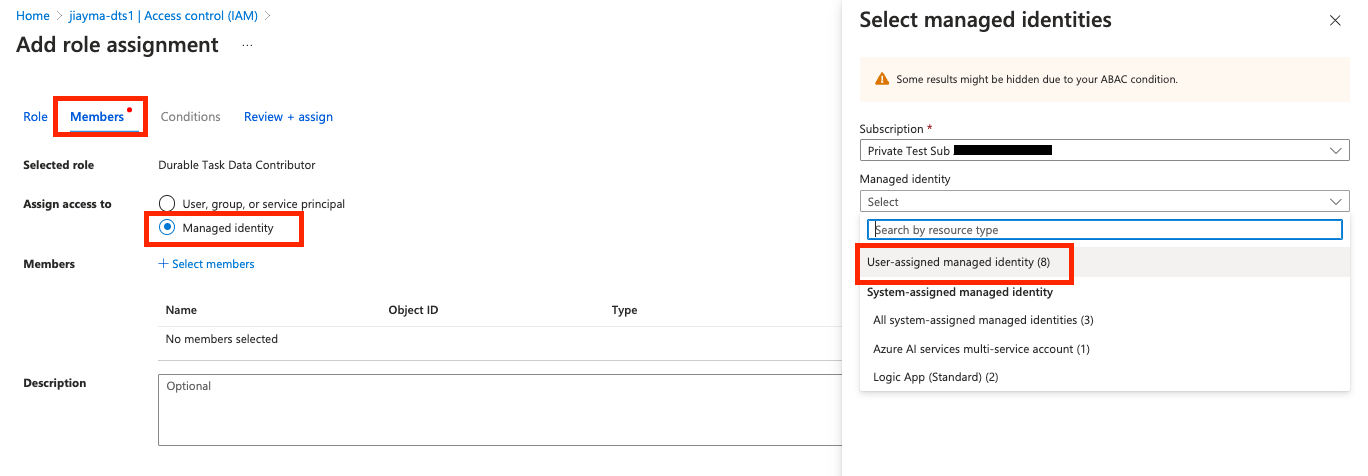 Home > jiayma-dts1 | Access control (IAM) >
Add role assignment ...
Role Members Conditions Review + assign
Selected role Durable Task Data Contributor
Assign access to User, group, or service principal
Managed identity
Members + Select members
Name Object ID Type
No members selected
Description Optional
Select managed identities
Some results might be hidden due to your ABAC condition.
Subscription *
Private Test Sub
Managed identity
Select
Search by resource type
User-assigned managed identity (8)
System-assigned managed identity
All system-assigned managed identities (3)
Azure AI services multi-service account (1)
Logic App (Standard) (2)